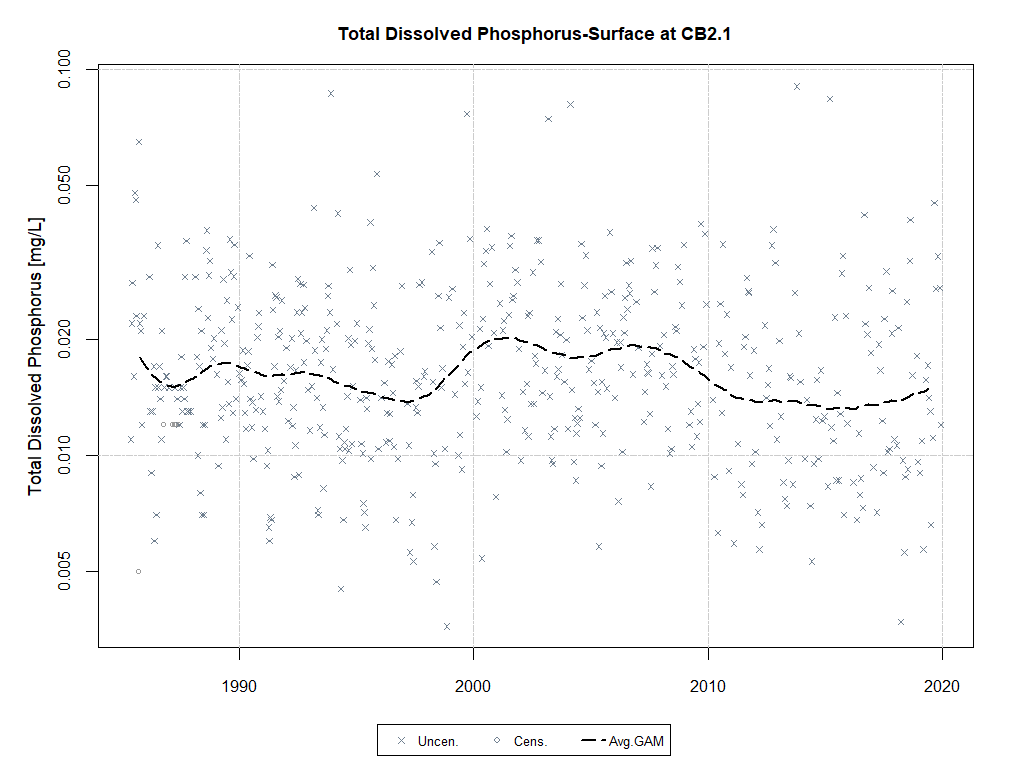 Total Dissolved Phosphorus-Surface at CB2.1
Total Dissolved Phosphorus [mg/L]
0.100
0.050
0.020
0.010
0.005
1990 2000 2010 2020
Uncen. Cens. Avg.GAM